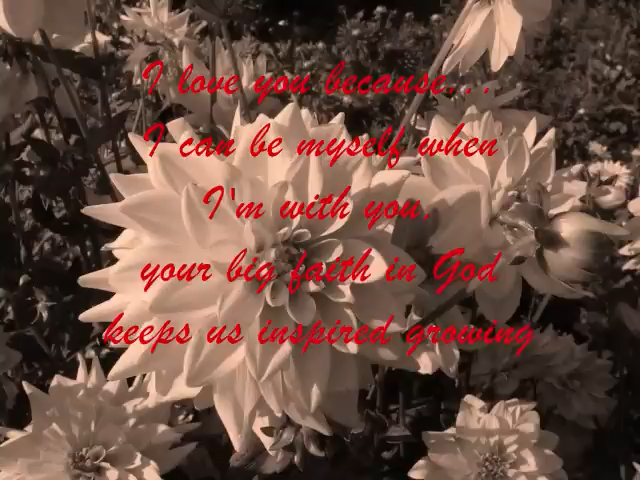 I love you because...
I can be myself when
I'm with you.
your big faith in God
keeps us inspired growing